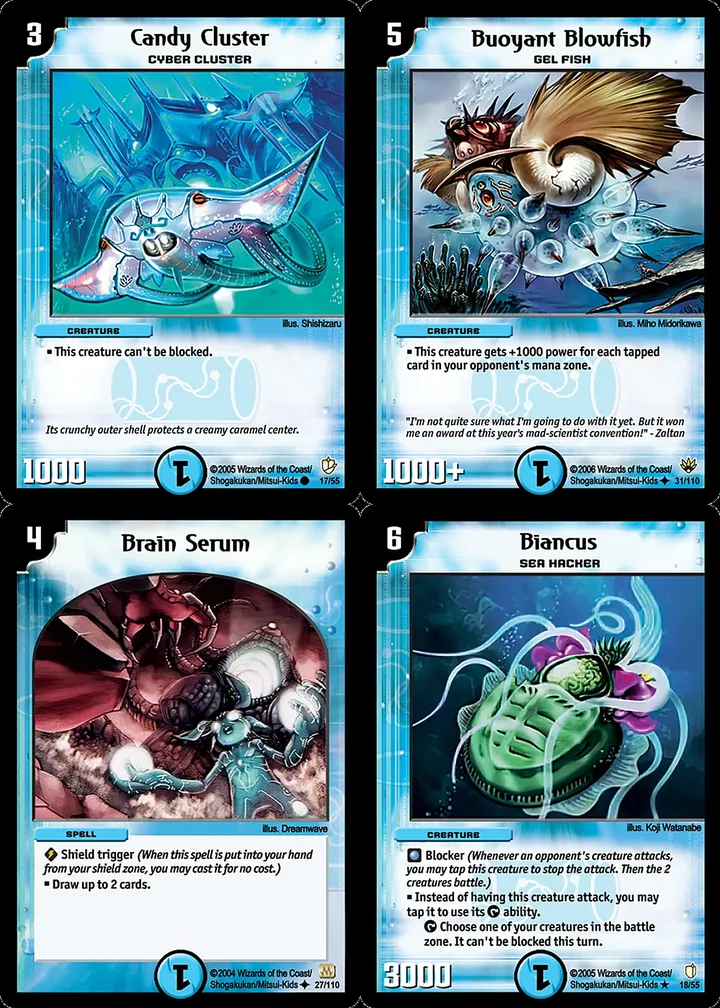 3
Candy Cluster
CYBER CLUSTER
illus. Shishizaru
CREATURE
▪ This creature can't be blocked.
Its crunchy outer shell protects a creamy caramel center.
1000
1
©2005 Wizards of the Coast/
Shogakukan/Mitsui-Kids ● 17/55
5
Buoyant Blowfish
GEL FISH
illus. Miho Midorikawa
CREATURE
▪ This creature gets +1000 power for each tapped
card in your opponent's mana zone.
"I'm not quite sure what I'm going to do with it yet. But it won
me an award at this year's mad-scientist convention!" - Zaltan
1000+
1
©2006 Wizards of the Coast/
Shogakukan/Mitsui-Kids ✦ 31/110
4
Brain Serum
illus. Dreamwave
SPELL
Shield trigger (When this spell is put into your hand
from your shield zone, you may cast it for no cost.)
▪ Draw up to 2 cards.
1
©2004 Wizards of the Coast/
Shogakukan/Mitsui-Kids ✦ 27/110
6
Biancus
SEA HACKER
illus. Koji Watanabe
CREATURE
Blocker (Whenever an opponent's creature attacks,
you may tap this creature to stop the attack. Then the 2
creatures battle.)
▪ Instead of having this creature attack, you may
tap it to use its ability.
Choose one of your creatures in the battle
zone. It can't be blocked this turn.
3000
1
©2005 Wizards of the Coast/
Shogakukan/Mitsui-Kids ★ 18/55